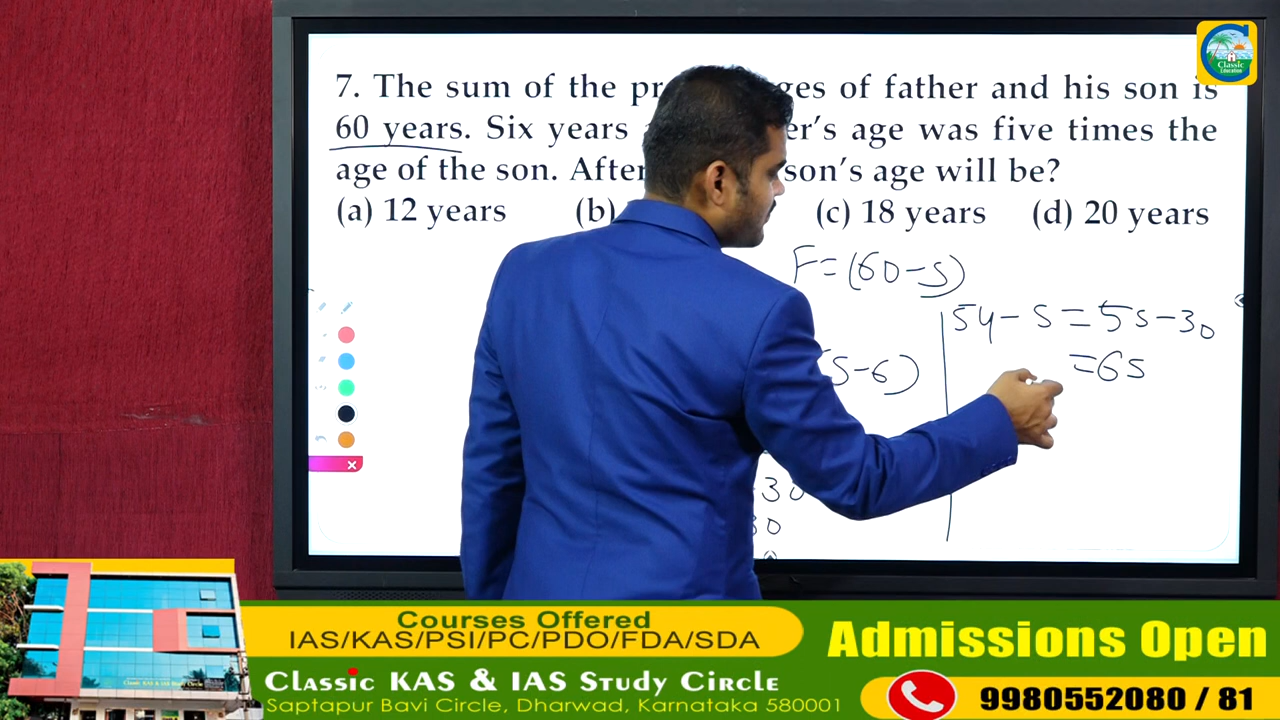 7. The sum of the ges of father and his son is
60 years. Six years er's age was five times the
age of the son. After son's age will be?
(a) 12 years (b) (c) 18 years (d) 20 years
F = (60 - S)
S - 6)
30
30
54 - S = 5S - 30
= 6S
Classic
Education
Courses Offered
IAS/KAS/PSI/PC/PDO/FDA/SDA
Classic KAS & IAS Study Circle
Saptapur Bavi Circle, Dharwad, Karnataka 580001
Admissions Open
9980552080 / 81